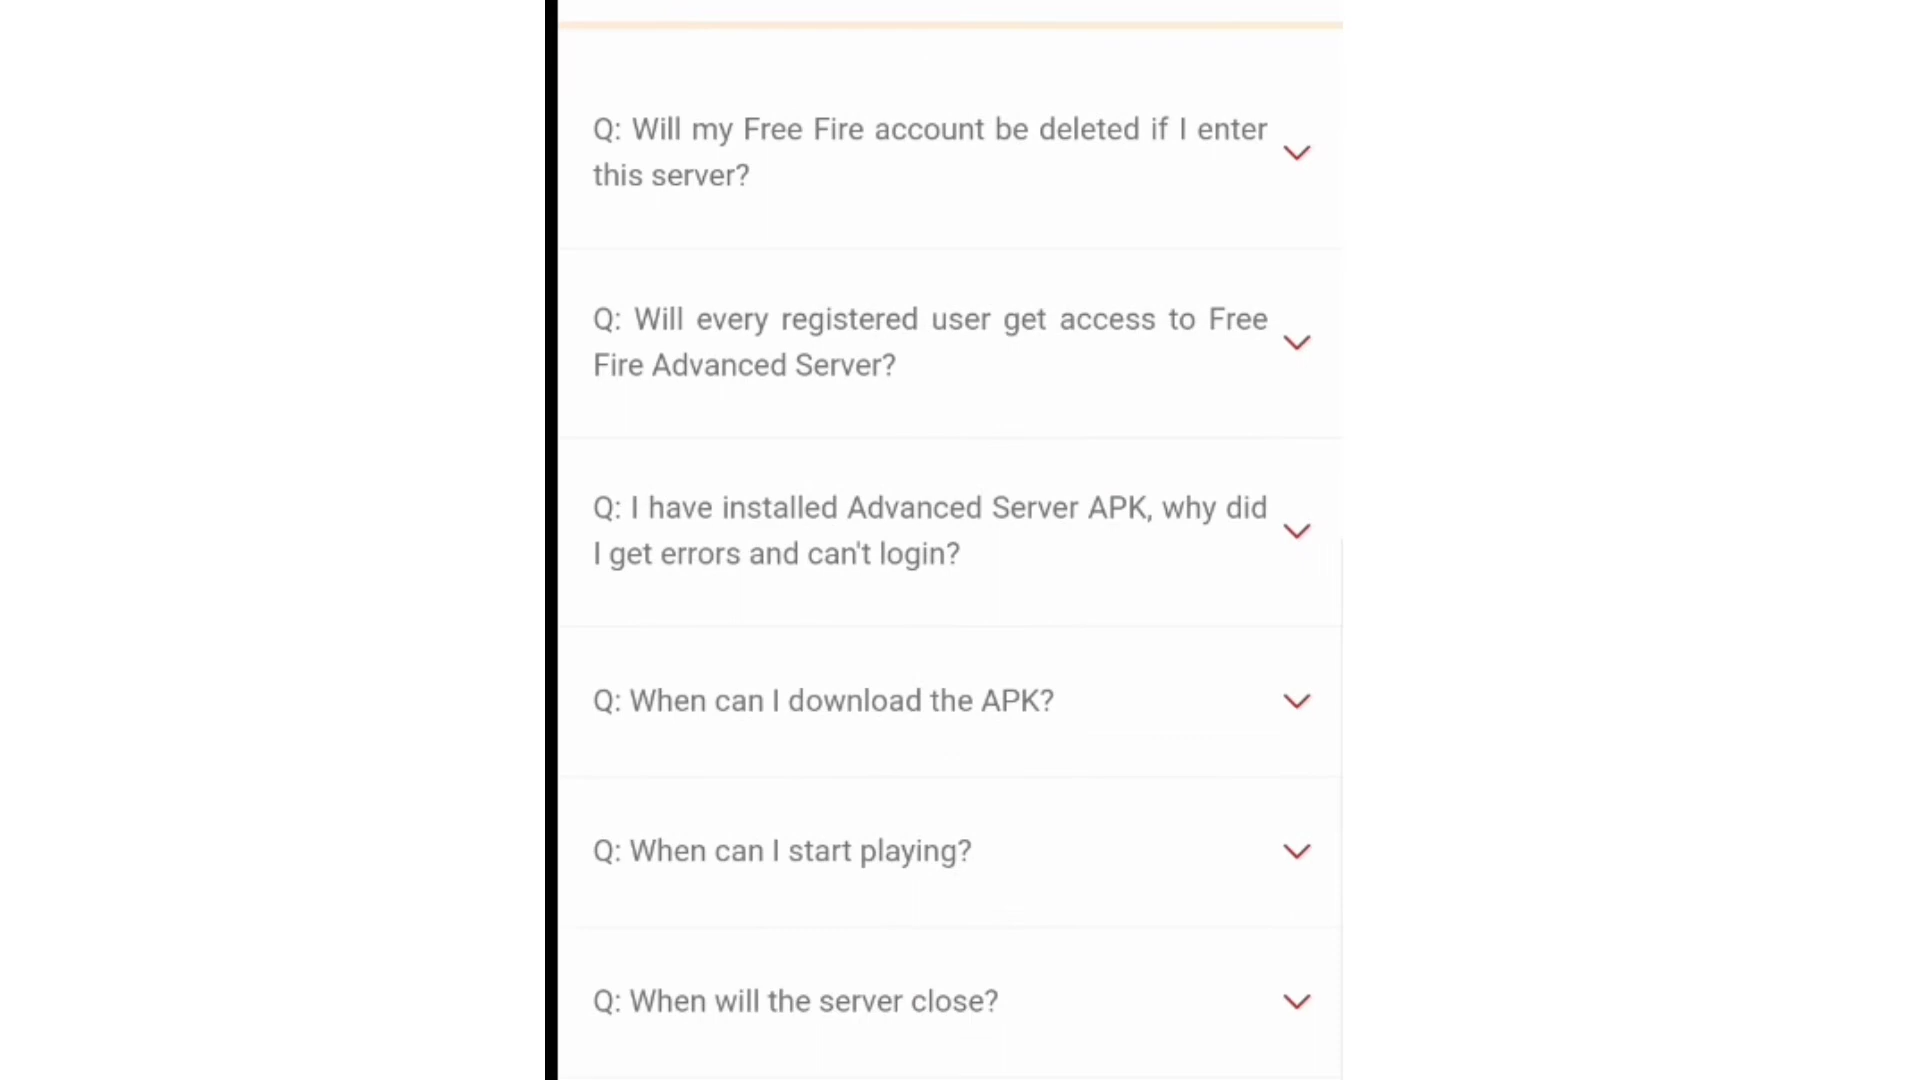 Q: Will my Free Fire account be deleted if I enter
this server?
Q: Will every registered user get access to Free
Fire Advanced Server?
Q: I have installed Advanced Server APK, why did
I get errors and can't login?
Q: When can I download the APK?
Q: When can I start playing?
Q: When will the server close?